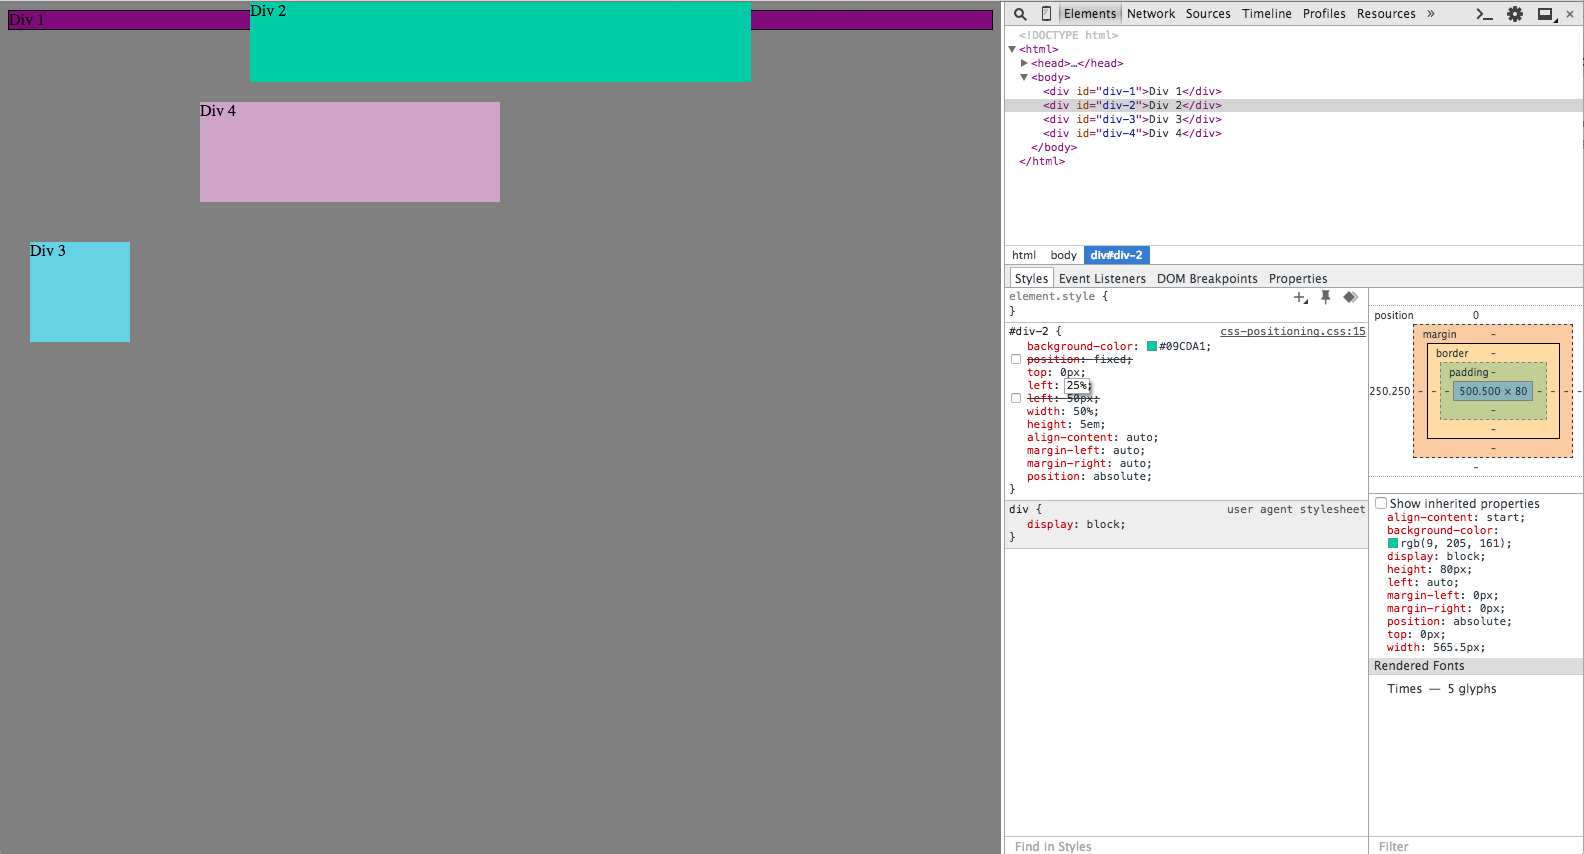 Div 1
Div 2
Div 4
Div 3
Elements Network Sources Timeline Profiles Resources » ×
<!DOCTYPE html>
▼<html>
▶<head>…</head>
▼<body>
<div id="div-1">Div 1</div>
<div id="div-2">Div 2</div>
<div id="div-3">Div 3</div>
<div id="div-4">Div 4</div>
</body>
</html>
html body div#div-2
Styles Event Listeners DOM Breakpoints Properties
element.style {
}
#div-2 { css-positioning.css:15
background-color: #09CDA1;
position: fixed;
top: 0px;
left: 25%;
left: 50px;
width: 50%;
height: 5em;
align-content: auto;
margin-left: auto;
margin-right: auto;
position: absolute;
}
div { user agent stylesheet
display: block;
}
Find in Styles
position 0
margin -
border -
padding -
250.250 - - - 500.500 × 80 - - - -
-
-
-
-
Show inherited properties
align-content: start;
background-color:
rgb(9, 205, 161);
display: block;
height: 80px;
left: auto;
margin-left: 0px;
margin-right: 0px;
position: absolute;
top: 0px;
width: 565.5px;
Rendered Fonts
Times — 5 glyphs
Filter